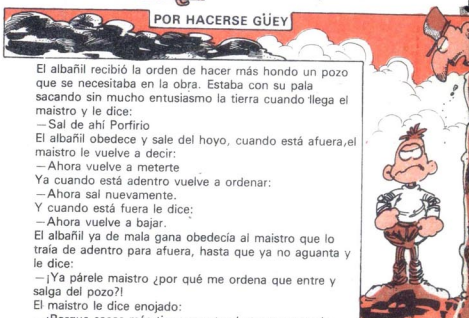 POR HACERSE GÜEY
El albañil recibió la orden de hacer más hondo un pozo
que se necesitaba en la obra. Estaba con su pala
sacando sin mucho entusiasmo la tierra cuando llega el
maistro y le dice:
—Sal de ahí Porfirio
El albañil obedece y sale del hoyo, cuando está afuera,el
maistro le vuelve a decir:
—Ahora vuelve a meterte
Ya cuando está adentro vuelve a ordenar:
—Ahora sal nuevamente.
Y cuando está fuera le dice:
—Ahora vuelve a bajar.
El albañil ya de mala gana obedecía al maistro que lo
traía de adentro para afuera, hasta que ya no aguanta y
le dice:
—¡Ya párele maistro ¿por qué me ordena que entre y
salga del pozo?!
El maistro le dice enojado: